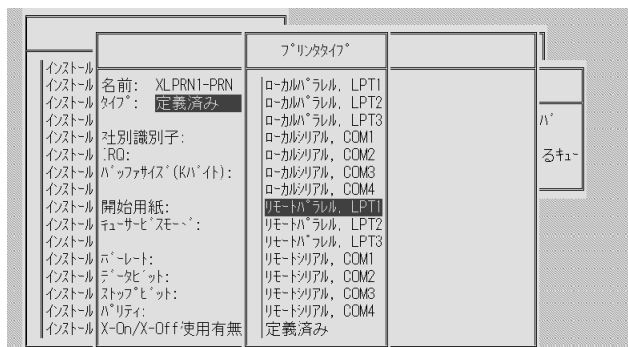 プリンタタイプ
インストール
インストール 名前: XLPRN1-PRN ローカルパラレル, LPT1
インストール タイプ: 定義済み ローカルパラレル, LPT2
インストール ローカルパラレル, LPT3 バ
インストール 社別識別子: ローカルシリアル, COM1
インストール IRQ: ローカルシリアル, COM2 るキュー
インストール バッファサイズ(Kバイト): ローカルシリアル, COM3
インストール ローカルシリアル, COM4
インストール 開始用紙: リモートパラレル, LPT1
インストール キューサービスモード: リモートパラレル, LPT2
インストール リモートパラレル, LPT3
インストール ボーレート: リモートシリアル, COM1
インストール データビット: リモートシリアル, COM2
インストール ストップビット: リモートシリアル, COM3
インストール パリティ: リモートシリアル, COM4
インストール X-On/X-Off使用有無 定義済み